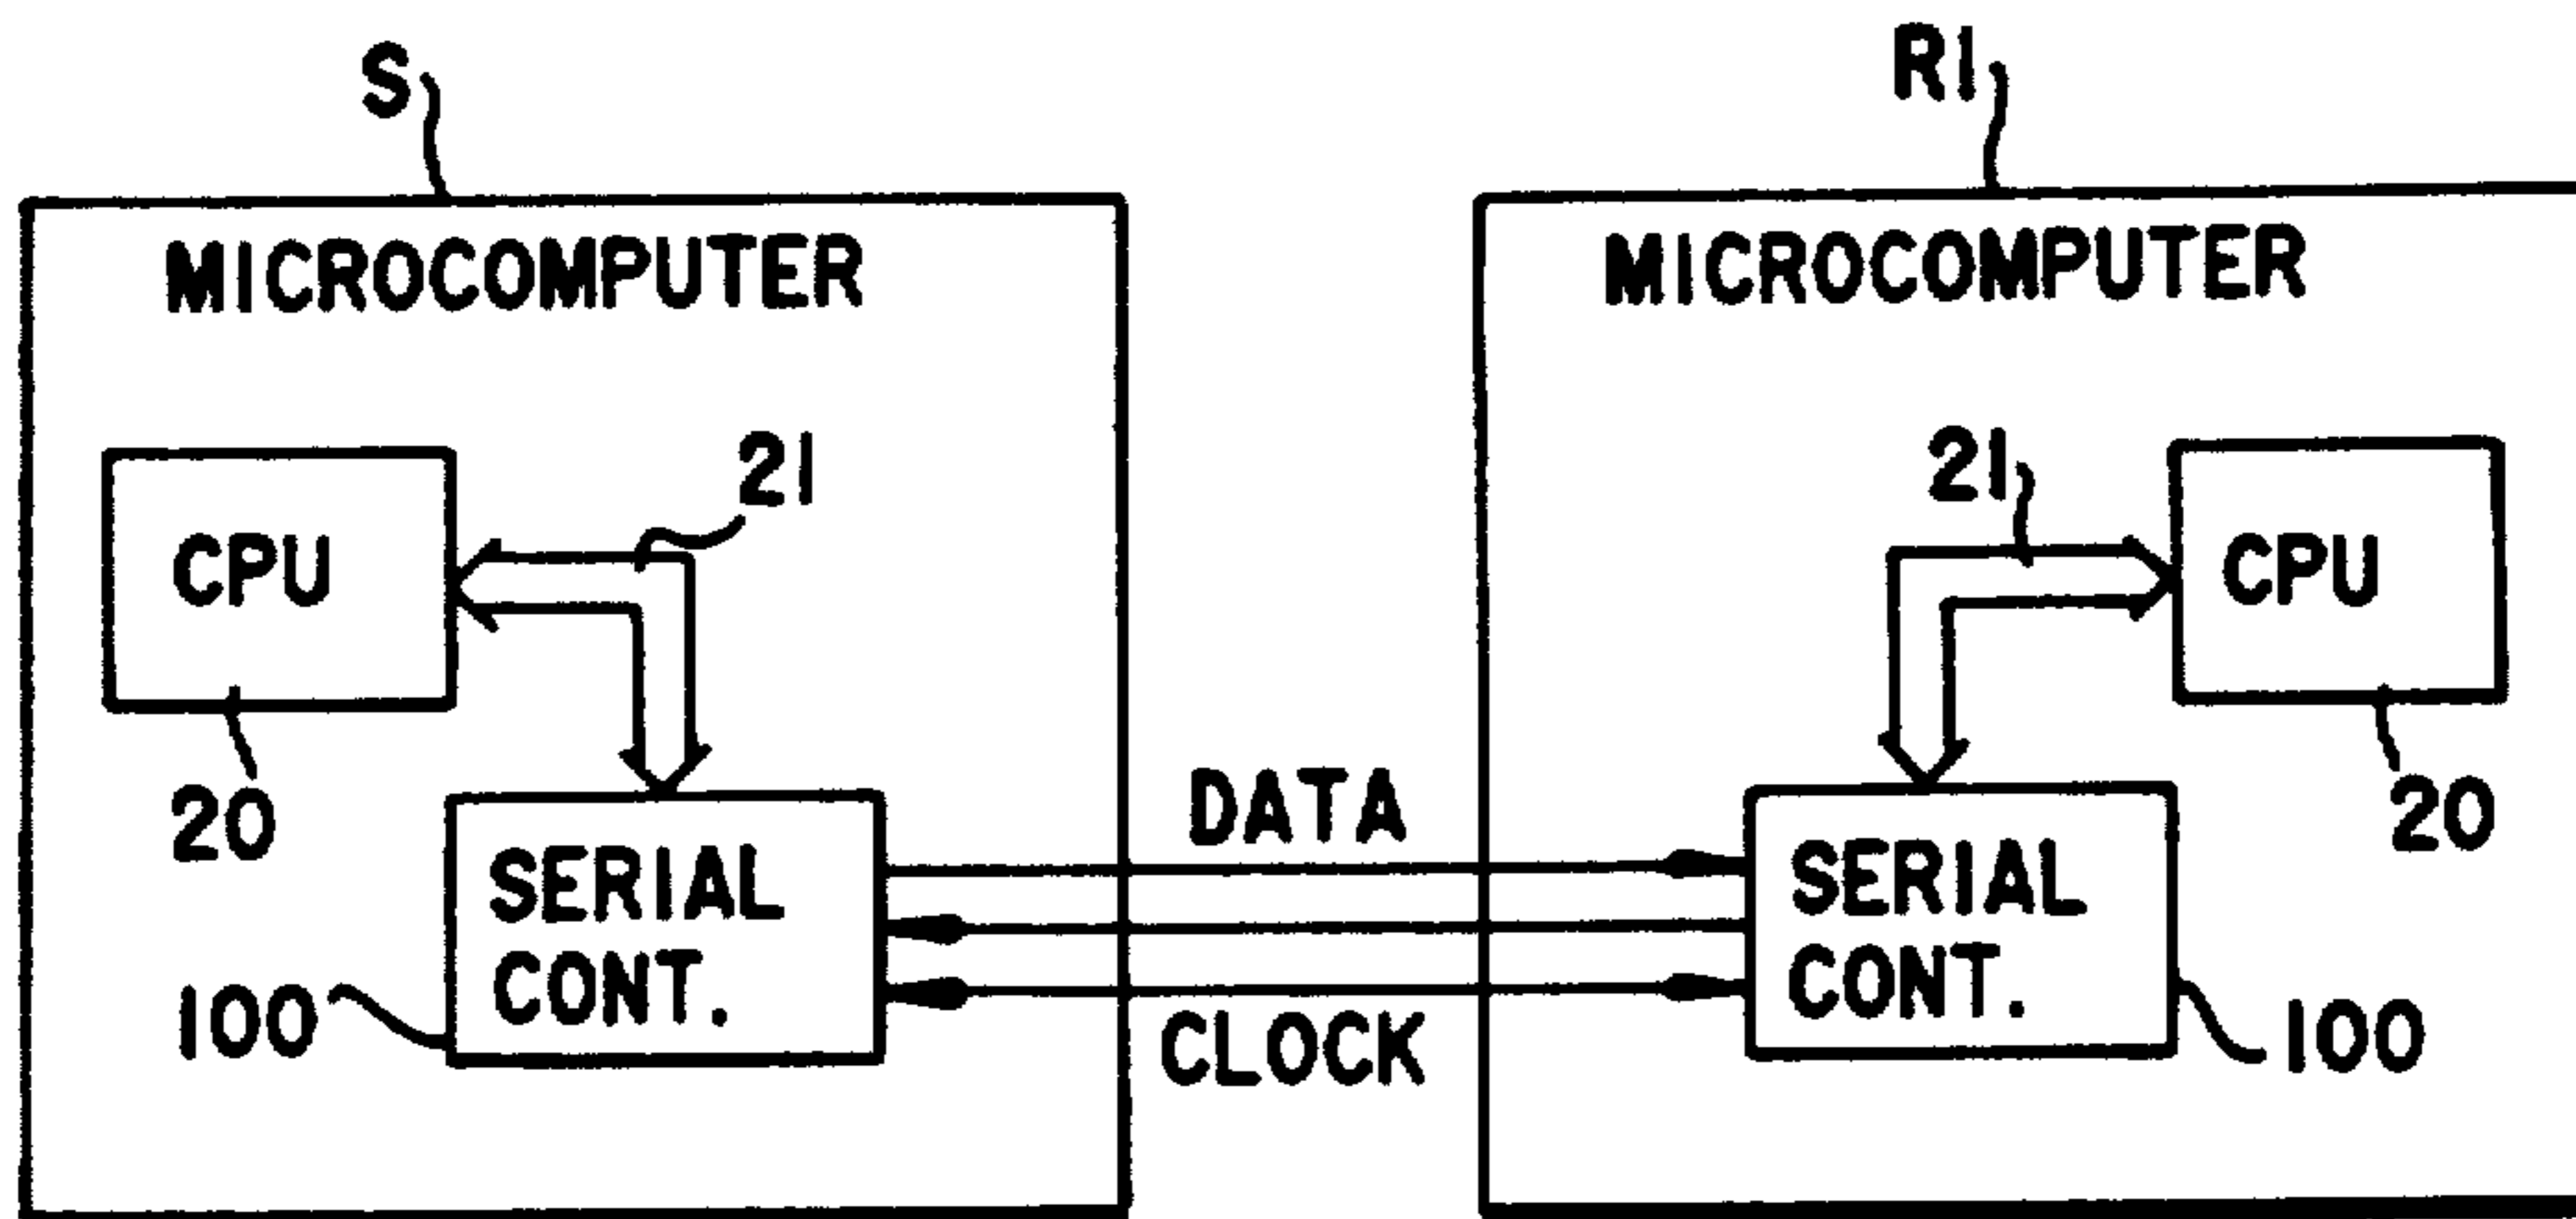 S
R1
MICROCOMPUTER
MICROCOMPUTER
21
21
CPU
CPU
20
20
DATA
SERIAL
CONT.
SERIAL
CONT.
100
100
CLOCK